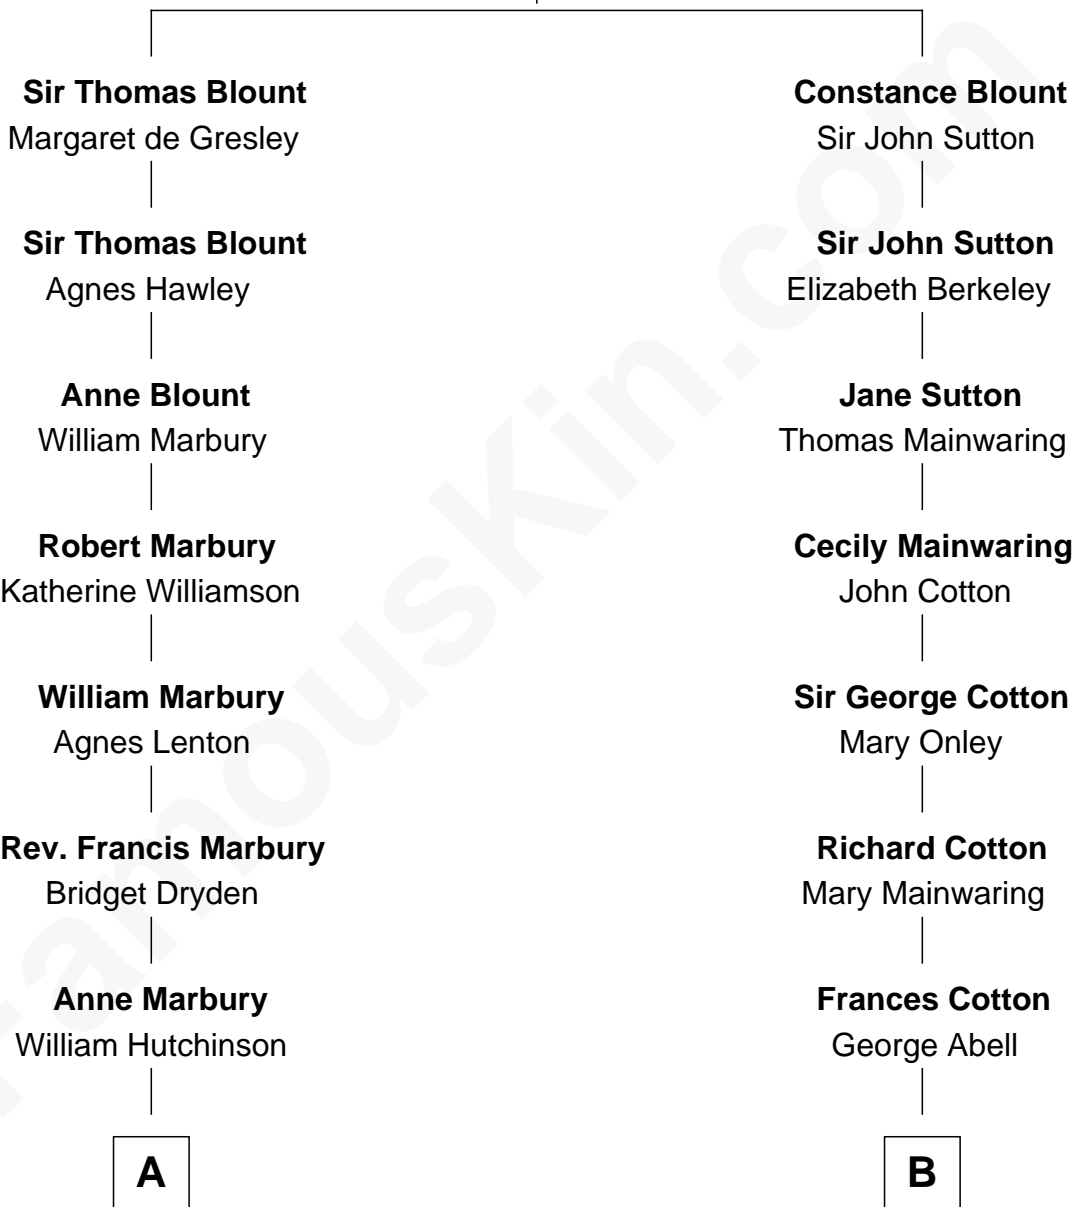 Sir Thomas Blount
Margaret de Gresley
Sir Thomas Blount
Agnes Hawley
Anne Blount
William Marbury
Robert Marbury
Katherine Williamson
William Marbury
Agnes Lenton
Rev. Francis Marbury
Bridget Dryden
Anne Marbury
William Hutchinson
A
Constance Blount
Sir John Sutton
Sir John Sutton
Elizabeth Berkeley
Jane Sutton
Thomas Mainwaring
Cecily Mainwaring
John Cotton
Sir George Cotton
Mary Onley
Richard Cotton
Mary Mainwaring
Frances Cotton
George Abell
B
FamousKin.com